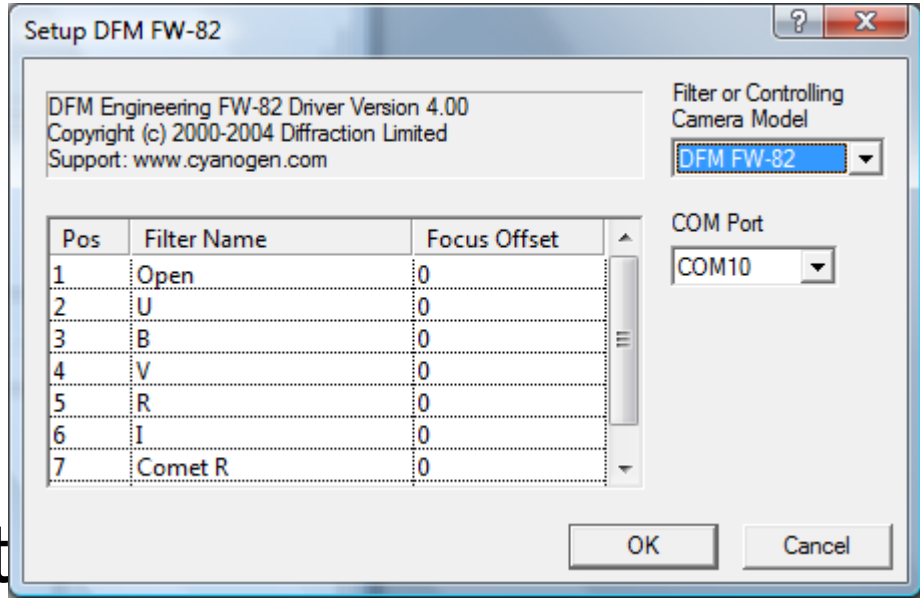 Setup DFM FW-82
DFM Engineering FW-82 Driver Version 4.00
Copyright (c) 2000-2004 Diffraction Limited
Support: www.cyanogen.com
Filter or Controlling
Camera Model
DFM FW-82
COM Port
COM10
Pos Filter Name Focus Offset
1 Open 0
2 U 0
3 B 0
4 V 0
5 R 0
6 I 0
7 Comet R 0
OK Cancel
t